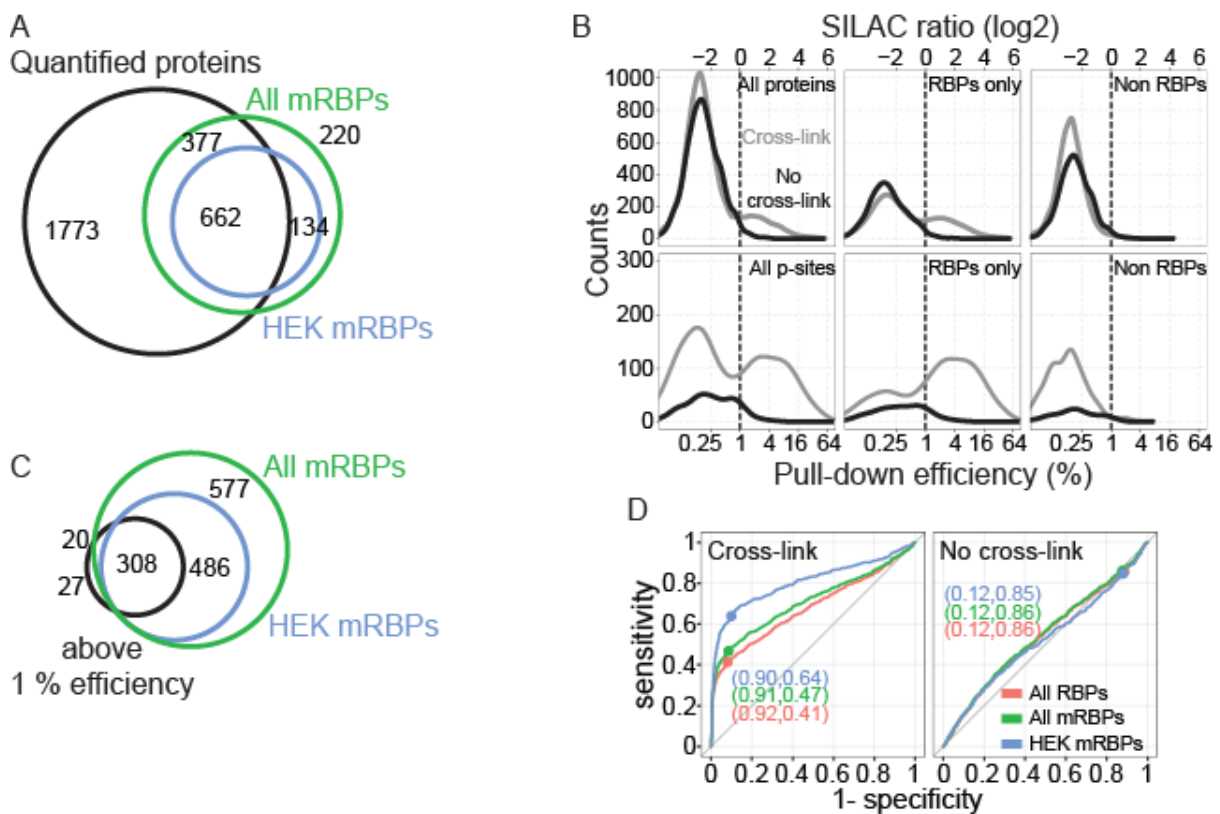 A
Quantified proteins
All mRBPs
377
220
1773
662
134
HEK mRBPs
B
SILAC ratio (log2)
−2 0 2 4 6 −2 0 2 4 6 −2 0 2 4 6
1000
800
600
400
200
0
All proteins
Cross-link
No
cross-link
RBPs only
Non RBPs
Counts
300
200
100
0
All p-sites
RBPs only
Non RBPs
0.25 1 4 16 64 0.25 1 4 16 64 0.25 1 4 16 64
Pull-down efficiency (%)
C
All mRBPs
577
20
308
486
27
HEK mRBPs
above
1 % efficiency
D
sensitivity
1
0.8
0.6
0.4
0.2
0
Cross-link
(0.90,0.64)
(0.91,0.47)
(0.92,0.41)
No cross-link
(0.12,0.85)
(0.12,0.86)
(0.12,0.86)
All RBPs
All mRBPs
HEK mRBPs
0 0.2 0.4 0.6 0.8 1 0 0.2 0.4 0.6 0.8 1
1- specificity